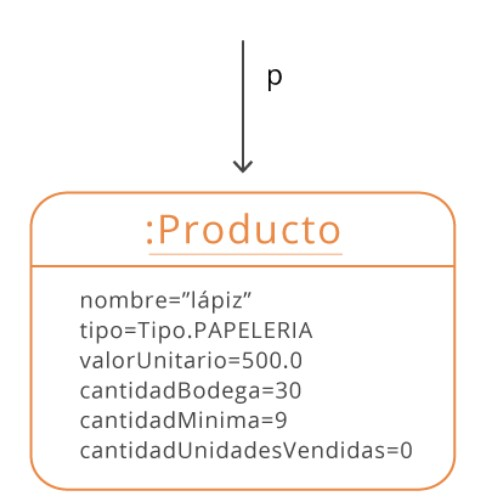 p
:Producto
nombre=”lápiz”
tipo=Tipo.PAPELERIA
valorUnitario=500.0
cantidadBodega=30
cantidadMinima=9
cantidadUnidadesVendidas=0